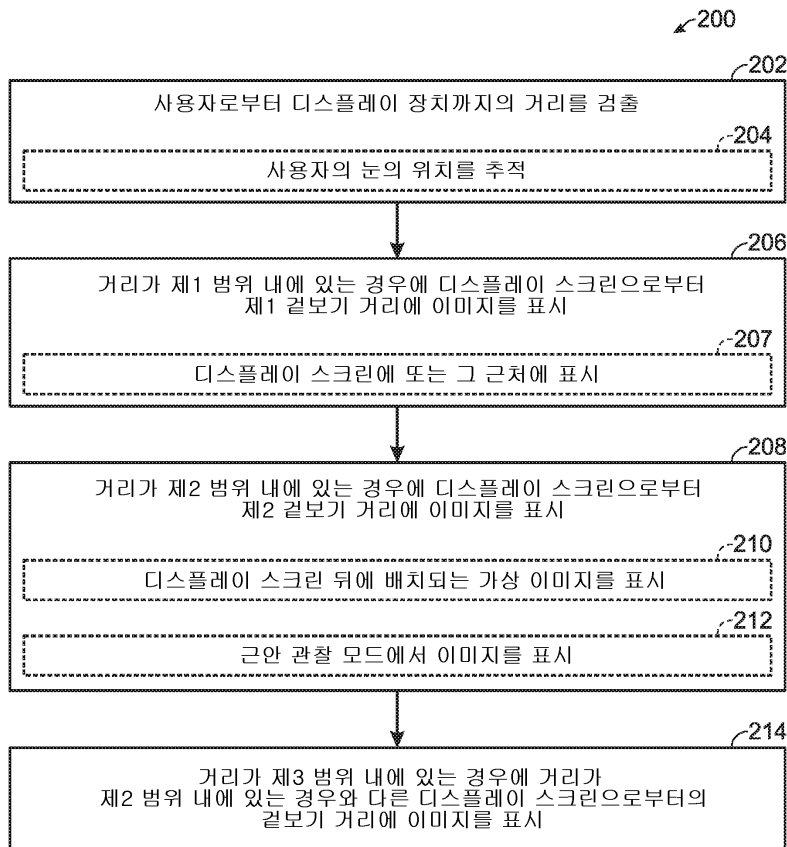 200
202
사용자로부터 디스플레이 장치까지의 거리를 검출
204
사용자의 눈의 위치를 추적
206
거리가 제1 범위 내에 있는 경우에 디스플레이 스크린으로부터
제1 겉보기 거리에 이미지를 표시
207
디스플레이 스크린에 또는 그 근처에 표시
208
거리가 제2 범위 내에 있는 경우에 디스플레이 스크린으로부터
제2 겉보기 거리에 이미지를 표시
210
디스플레이 스크린 뒤에 배치되는 가상 이미지를 표시
212
근안 관찰 모드에서 이미지를 표시
214
거리가 제3 범위 내에 있는 경우에 거리가
제2 범위 내에 있는 경우와 다른 디스플레이 스크린으로부터의
겉보기 거리에 이미지를 표시